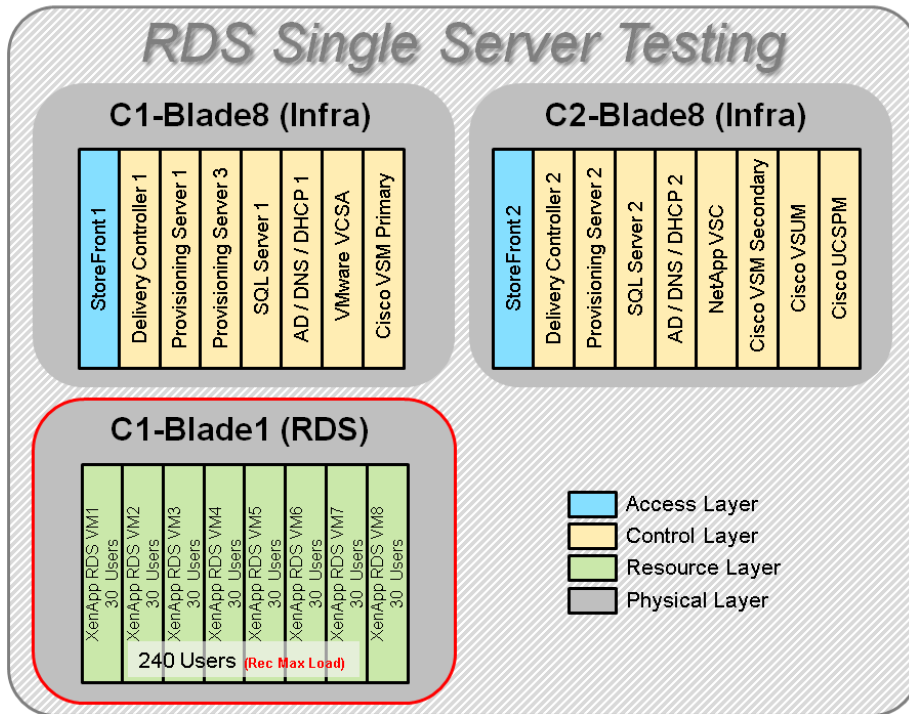 RDS Single Server Testing
C1-Blade8 (Infra)
StoreFront 1
Delivery Controller 1
Provisioning Server 1
Provisioning Server 3
SQL Server 1
AD / DNS / DHCP 1
VMware VCSA
Cisco VSM Primary
C2-Blade8 (Infra)
StoreFront 2
Delivery Controller 2
Provisioning Server 2
SQL Server 2
AD / DNS / DHCP 2
NetApp VSC
Cisco VSM Secondary
Cisco VSUM
Cisco UCSPM
C1-Blade1 (RDS)
XenApp RDS VM1
30 Users
XenApp RDS VM2
30 Users
XenApp RDS VM3
30 Users
XenApp RDS VM4
30 Users
XenApp RDS VM5
30 Users
XenApp RDS VM6
30 Users
XenApp RDS VM7
30 Users
XenApp RDS VM8
30 Users
240 Users (Rec Max Load)
Access Layer
Control Layer
Resource Layer
Physical Layer